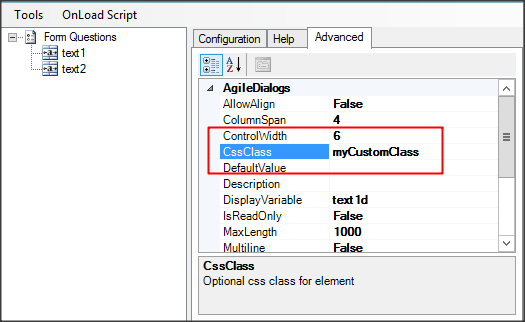 Tools OnLoad Script
Form Questions
text1
text2
Configuration Help Advanced
AgileDialogs
AllowAlign False
ColumnSpan 4
ControlWidth 6
CssClass myCustomClass
DefaultValue
Description
DisplayVariable text1d
IsReadOnly False
MaxLength 1000
Multiline False
CssClass
Optional css class for element